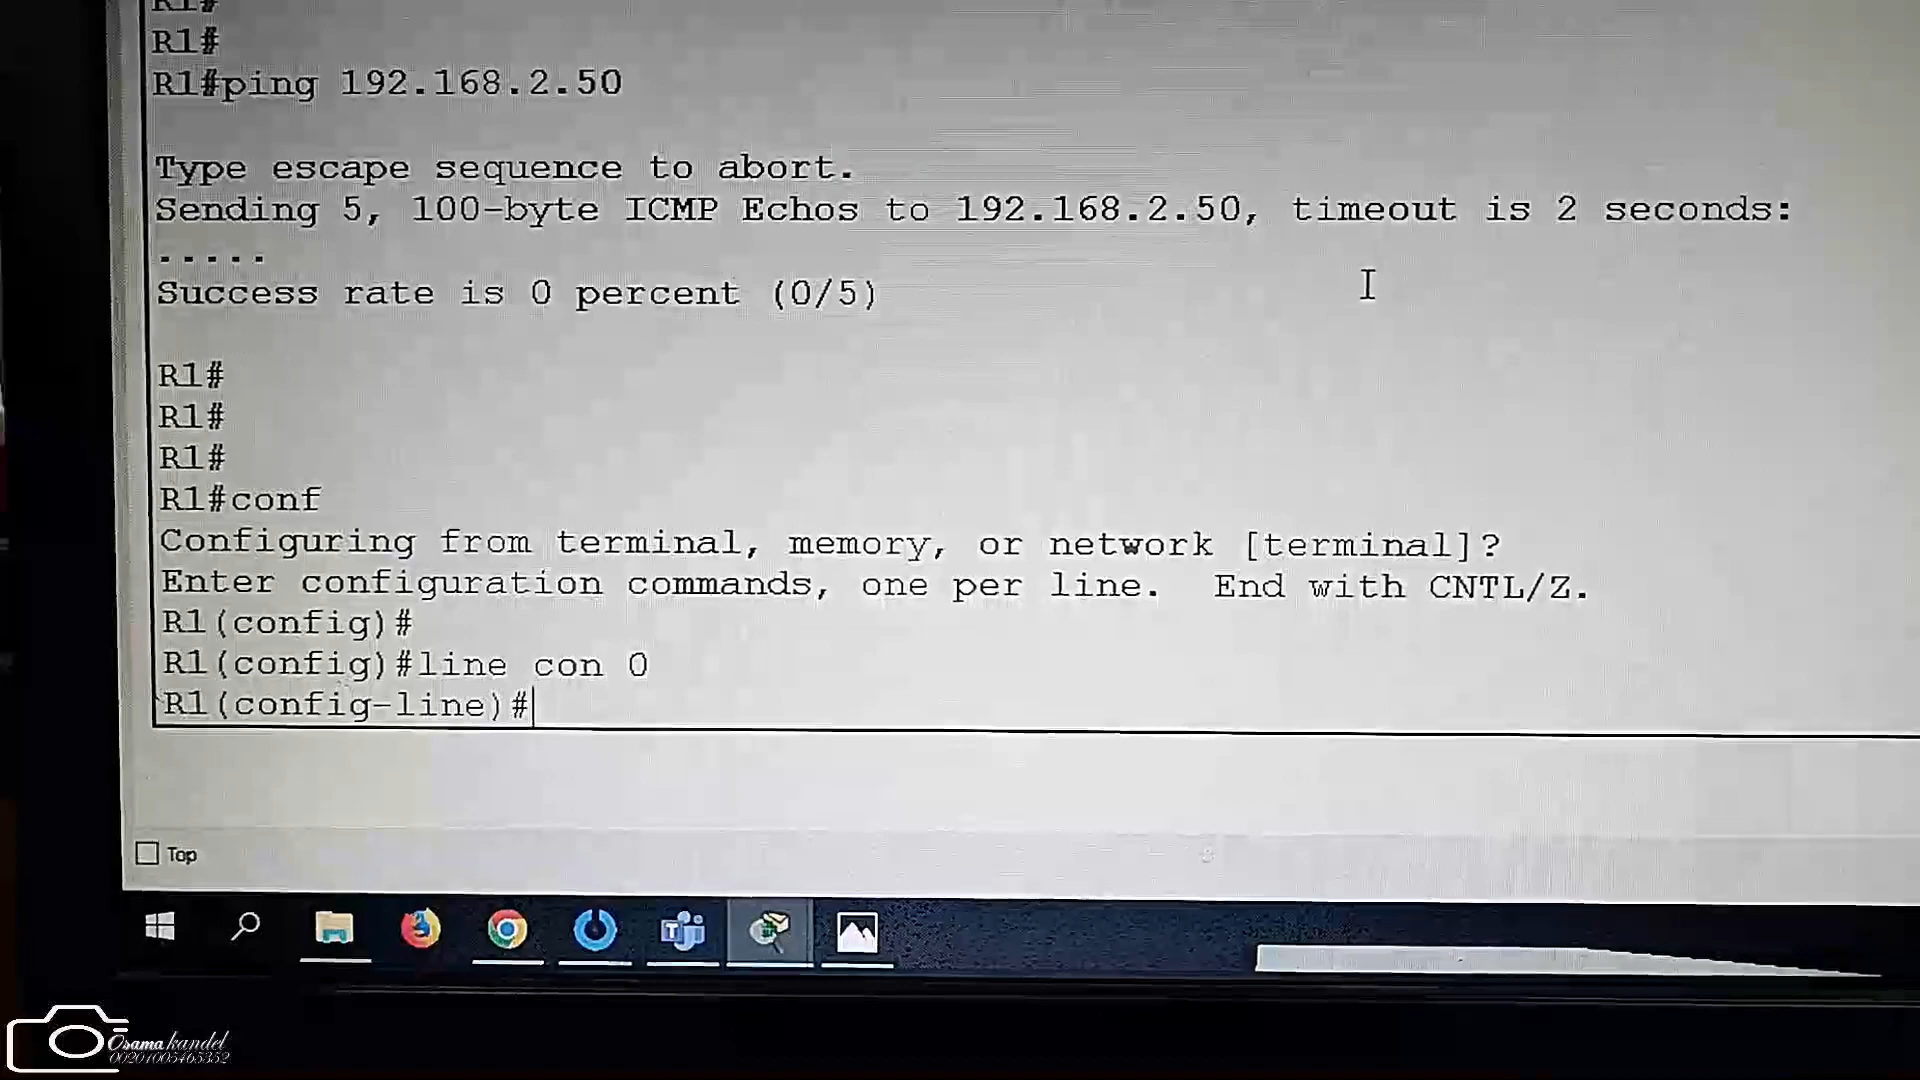 R1#
R1#
R1#ping 192.168.2.50
Type escape sequence to abort.
Sending 5, 100-byte ICMP Echos to 192.168.2.50, timeout is 2 seconds:
.....
Success rate is 0 percent (0/5)
R1#
R1#
R1#
R1#conf
Configuring from terminal, memory, or network [terminal]?
Enter configuration commands, one per line.  End with CNTL/Z.
R1(config)#
R1(config)#line con 0
R1(config-line)#
Top
Osama kandel
00201005465352